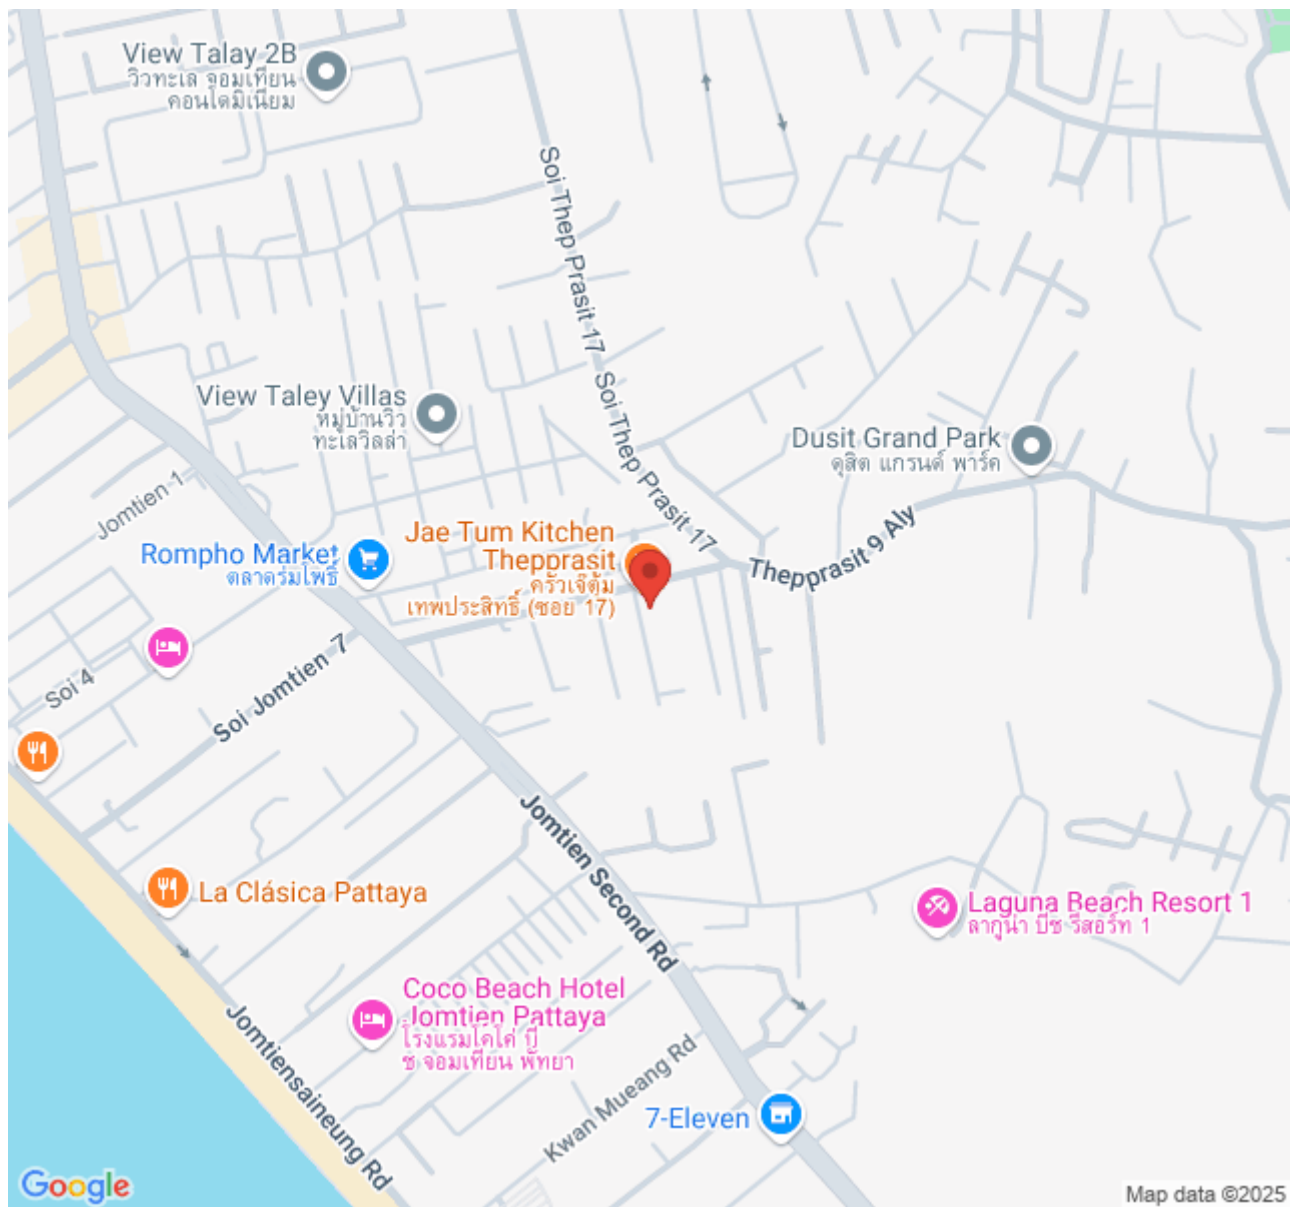 View Talay 2B
วิวทะเล จอมเทียน
คอนโดมิเนียม
Soi Thep Prasit 17
View Taley Villas
หมู่บ้านวิว
ทะเลวิลล่า
Soi Thep Prasit 17
Dusit Grand Park
ดุสิต แกรนด์ พาร์ค
Jomtien 1
Rompho Market
ตลาดร่มโพธิ์
Jae Tum Kitchen
Thepprasit
ครัวเจ๊ตุ้ม
เทพประสิทธิ์ (ซอย 17)
Thepprasit 9 Aly
Soi 4
Soi Jomtien 7
Jomtien Second Rd
La Clásica Pattaya
Laguna Beach Resort 1
ลากูน่า บีช รีสอร์ท 1
Coco Beach Hotel
Jomtien Pattaya
โรงแรมโคโค่ บี
ช จอมเทียน พัทยา
Jomtiensaineung Rd
Kwan Mueang Rd
7-Eleven
Google
Map data ©2025